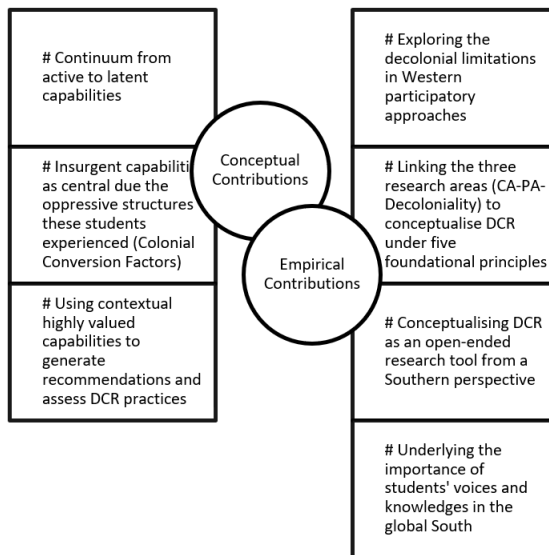 # Continuum from
active to latent
capabilities
# Insurgent capabiliti
as central due the
oppressive structures
these students
experienced (Colonial
Conversion Factors)
# Using contextual
highly valued
capabilities to
generate
recommendations and
assess DCR practices
Conceptual
Contributions
Empirical
Contributions
# Exploring the
decolonial limitations
in Western
participatory
approaches
# Linking the three
research areas (CA-PA-
Decoloniality) to
conceptualise DCR
under five
foundational principles
# Conceptualising DCR
as an open-ended
research tool from a
Southern perspective
# Underlying the
importance of
students' voices and
knowledges in the
global South